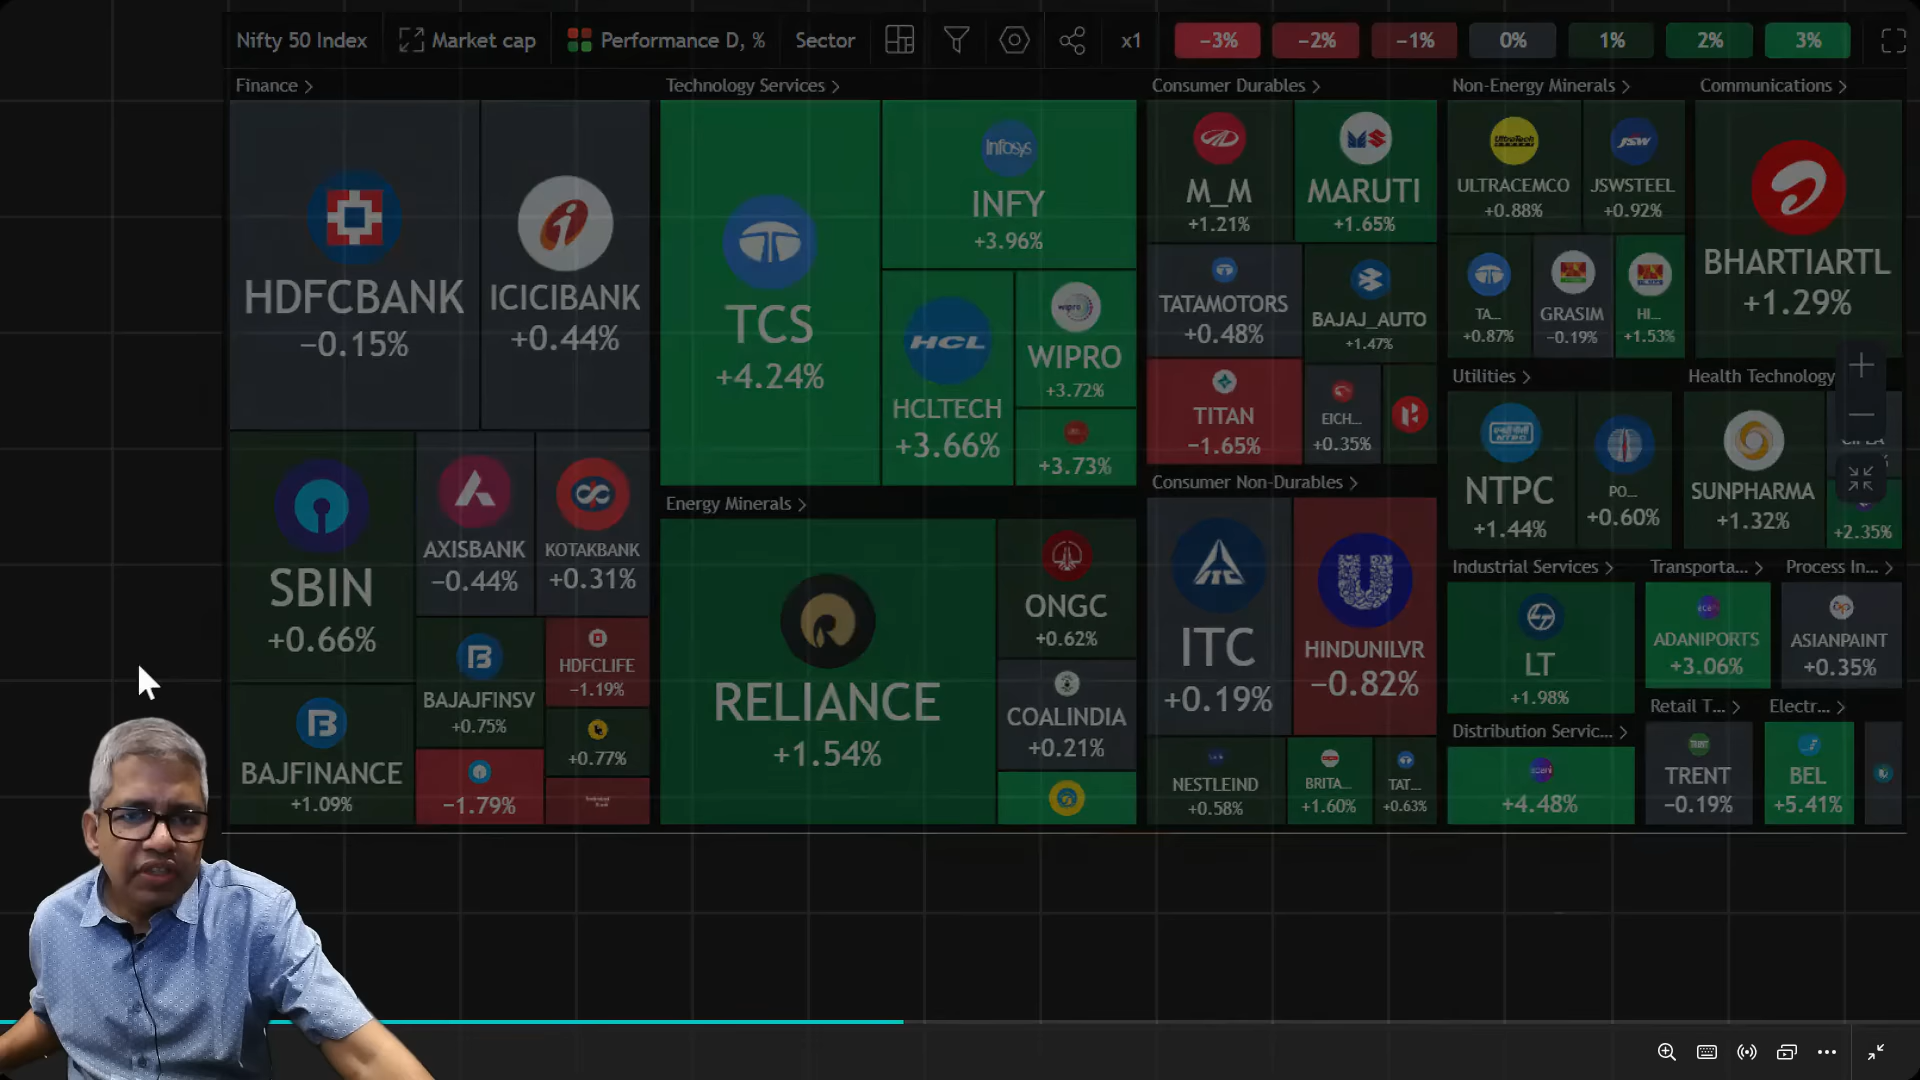 Nifty 50 Index
Market cap
Performance D, %
Sector
x1
−3%
−2%
−1%
0%
1%
2%
3%
Finance
HDFCBANK
−0.15%
ICICIBANK
+0.44%
SBIN
+0.66%
AXISBANK
−0.44%
KOTAKBANK
+0.31%
BAJFINANCE
+1.09%
BAJAJFINSV
+0.75%
HDFCLIFE
−1.19%
+0.77%
−1.79%
Technology Services
TCS
+4.24%
Infosys
INFY
+3.96%
HCL
HCLTECH
+3.66%
wipro
WIPRO
+3.72%
+3.73%
Energy Minerals
RELIANCE
+1.54%
ONGC
+0.62%
COALINDIA
+0.21%
Consumer Durables
M_M
+1.21%
MARUTI
+1.65%
TATAMOTORS
+0.48%
BAJAJ_AUTO
+1.47%
TITAN
−1.65%
EICH...
+0.35%
Consumer Non-Durables
ITC
+0.19%
HINDUNILVR
−0.82%
NESTLEIND
+0.58%
BRITA...
+1.60%
TAT...
+0.63%
Non-Energy Minerals
UltraTech
ULTRACEMCO
+0.88%
JSW
JSWSTEEL
+0.92%
TA...
+0.87%
GRASIM
−0.19%
HI...
+1.53%
Communications
BHARTIARTL
+1.29%
Utilities
NTPC
+1.44%
PO...
+0.60%
Health Technology
SUNPHARMA
+1.32%
+2.35%
Industrial Services
LT
+1.98%
Transporta...
ADANIPORTS
+3.06%
Process In...
ASIANPAINT
+0.35%
Distribution Servic...
+4.48%
Retail T...
TRENT
−0.19%
Electr...
BEL
+5.41%